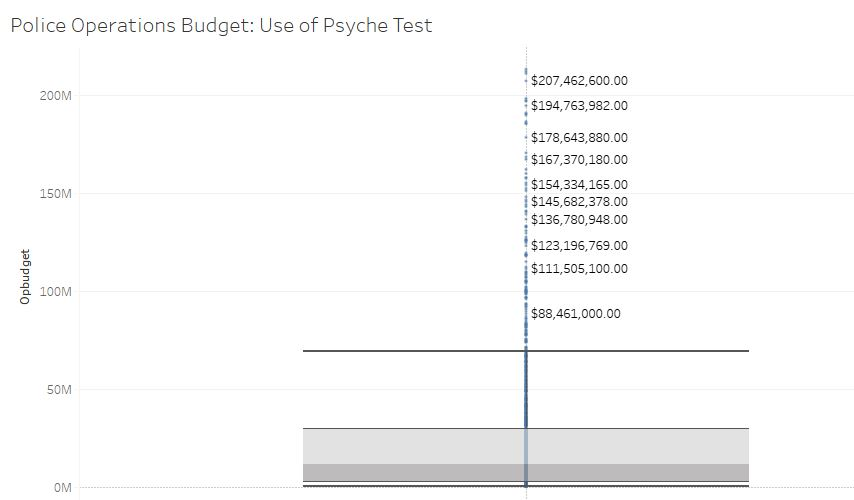 Police Operations Budget: Use of Psyche Test
$207,462,600.00
200M
$194,763,982.00
$178,643,880.00
$167,370,180.00
$154,334,165.00
150M
$145,682,378.00
$136,780,948.00
$123,196,769.00
$111,505,100.00
Opbudget
100M
$88,461,000.00
50M
0M